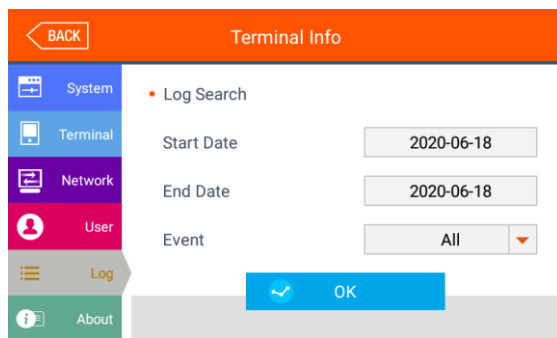 BACK
Terminal Info
System
Terminal
Network
User
Log
About
• Log Search
Start Date 2020-06-18
End Date 2020-06-18
Event All
OK